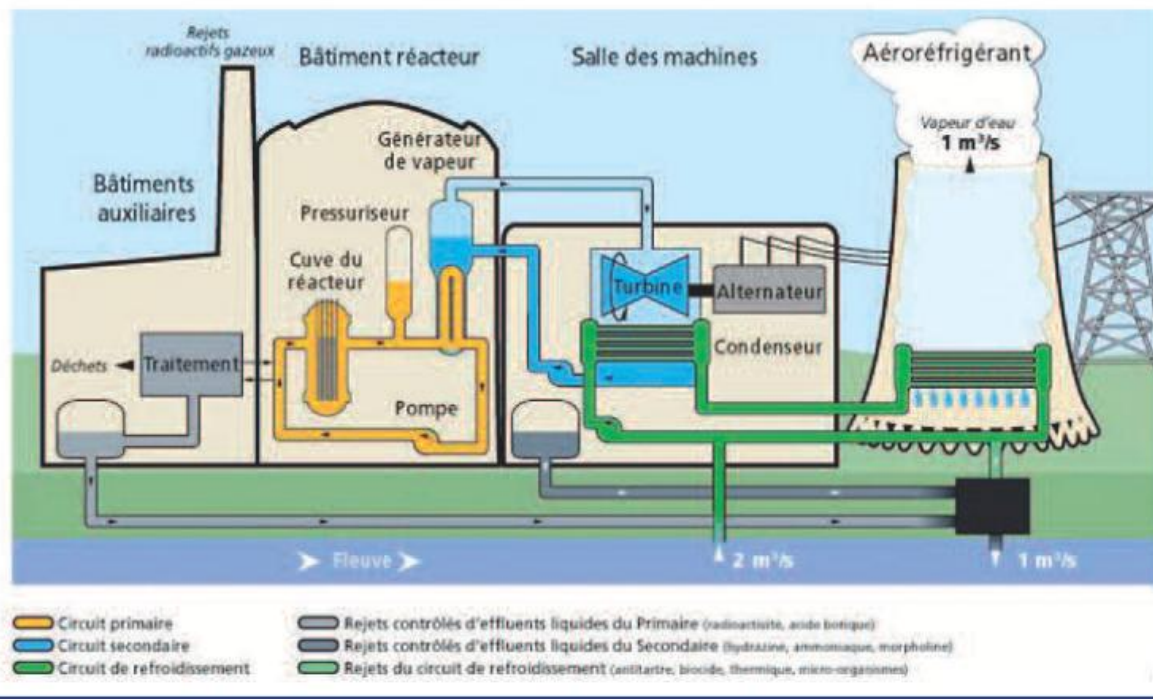 Rejets
radioactifs gazeux
Bâtiment réacteur
Salle des machines
Aéroréfrigérant
Vapeur d'eau
1 m³/s
Générateur
de vapeur
Bâtiments
auxiliaires
Pressuriseur
Cuve du
réacteur
Turbine
Alternateur
Condenseur
Déchets
Traitement
Pompe
Fleuve
2 m³/s
1 m³/s
Circuit primaire
Rejets contrôlés d'effluents liquides du Primaire (radioactivité, acide botique)
Circuit secondaire
Rejets contrôlés d'effluents liquides du Secondaire (hydrazine, ammoniaque, morpholine)
Circuit de refroidissement
Rejets du circuit de refroidissement (antitartre, biocide, thermique, micro-organismes)